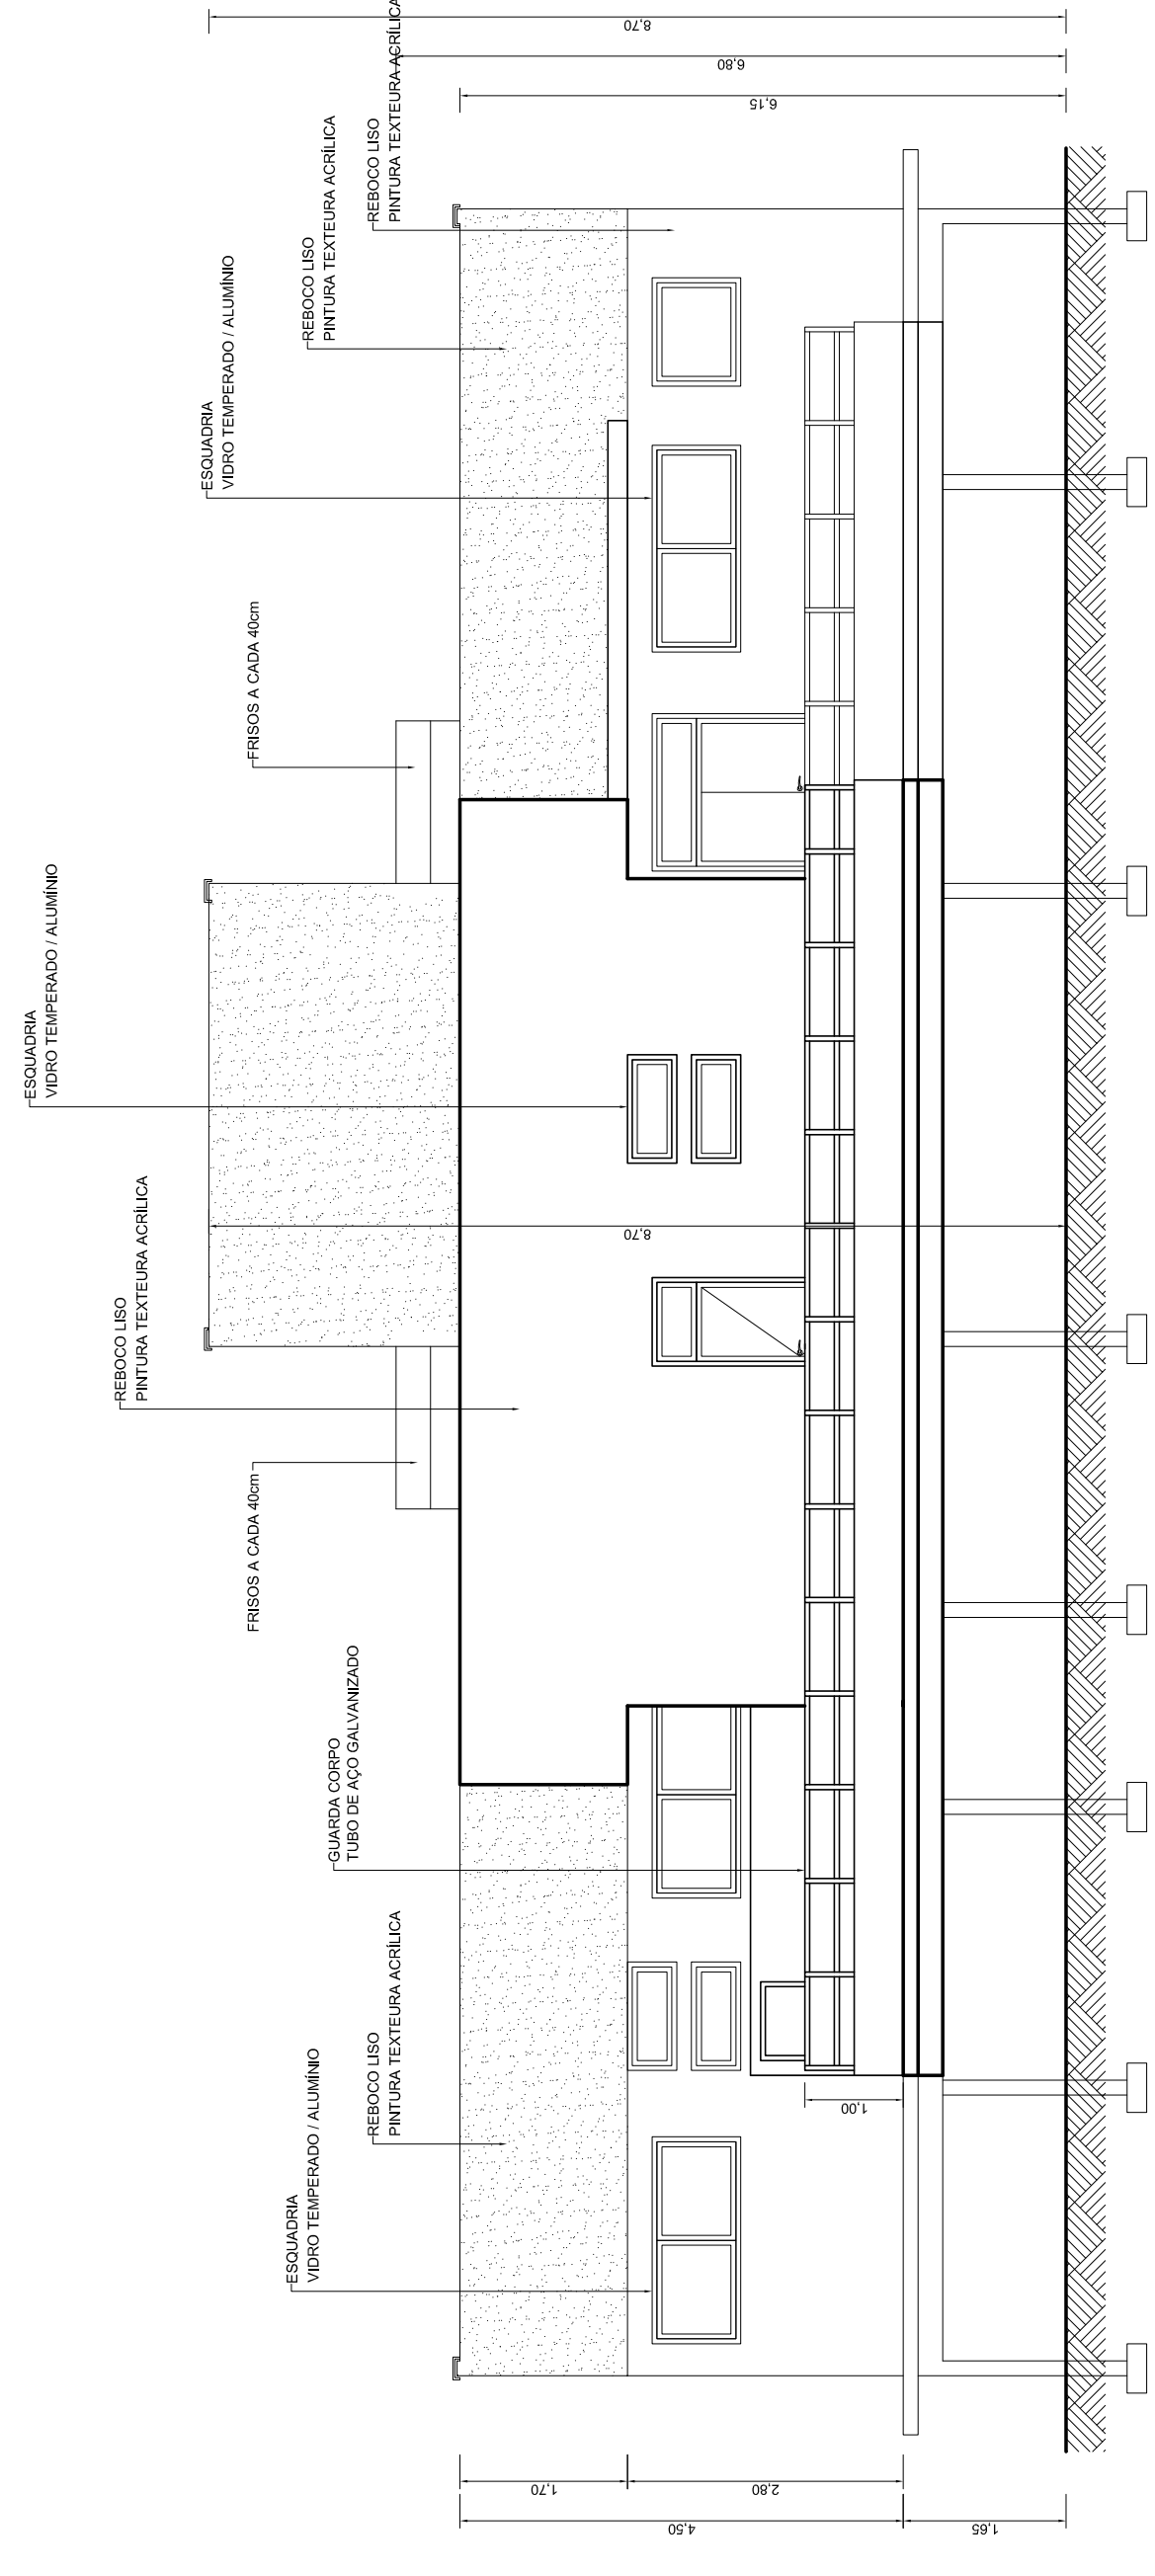 ESQUADRIA
VIDRO TEMPERADO / ALUMÍNIO
REBOCO LISO
PINTURA TEXTEURA ACRÍLICA
ESQUADRIA
VIDRO TEMPERADO / ALUMÍNIO
FRISOS A CADA 40cm
FRISOS A CADA 40cm
ESQUADRIA
VIDRO TEMPERADO / ALUMÍNIO
REBOCO LISO
PINTURA TEXTEURA ACRÍLICA
GUARDA CORPO
TUBO DE AÇO GALVANIZADO
REBOCO LISO
PINTURA TEXTEURA ACRÍLICA
REBOCO LISO
PINTURA TEXTEURA ACRÍLICA
8,70
6,80
6,15
8,70
1,00
1,70
2,80
4,50
1,65